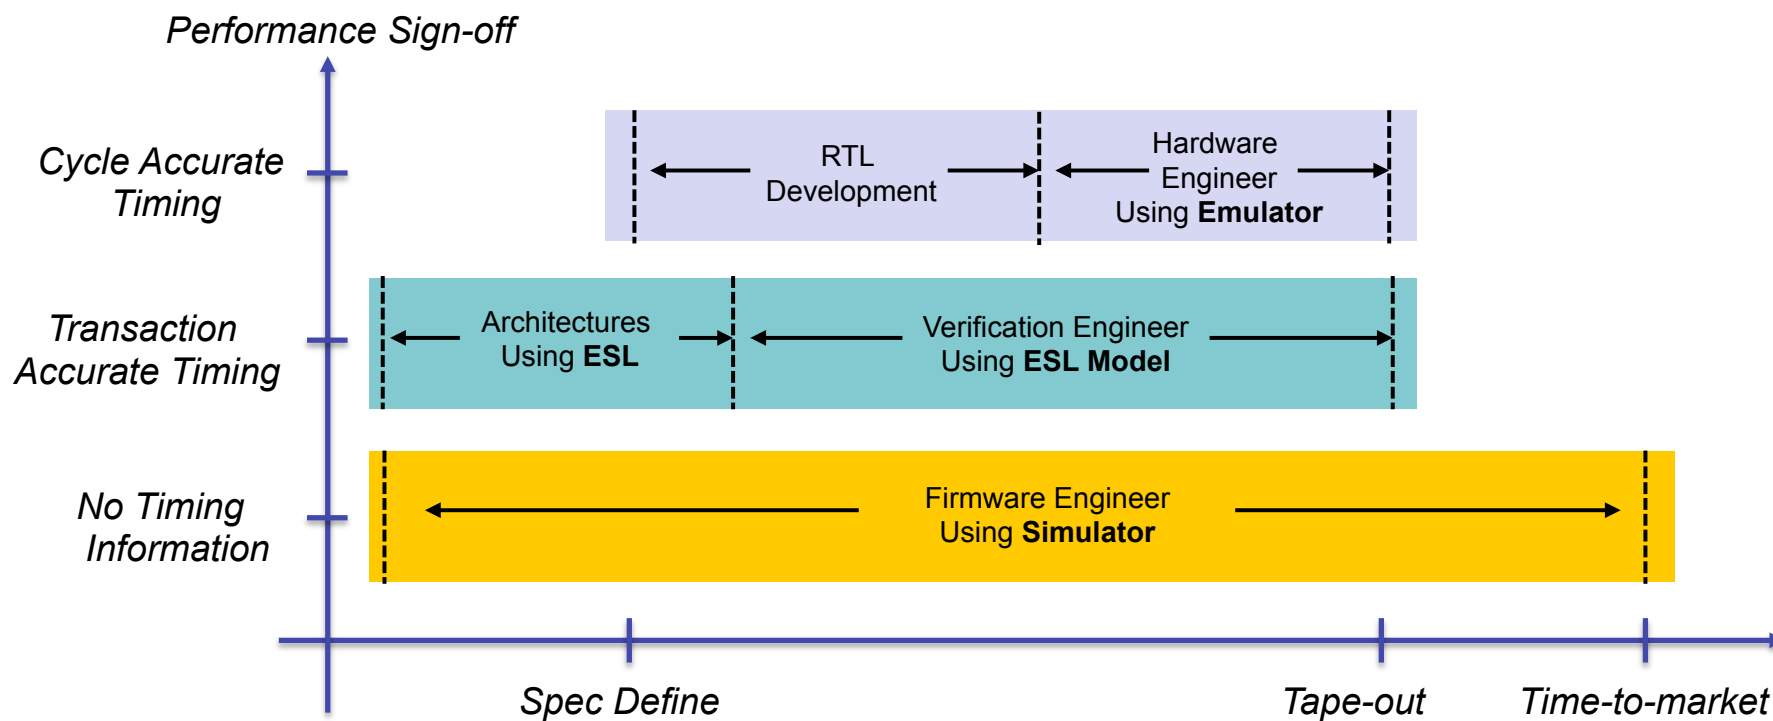 Performance Sign-off
Cycle Accurate
Timing
RTL
Development
Hardware
Engineer
Using Emulator
Transaction
Accurate Timing
Architectures
Using ESL
Verification Engineer
Using ESL Model
No Timing
Information
Firmware Engineer
Using Simulator
Spec Define
Tape-out
Time-to-market